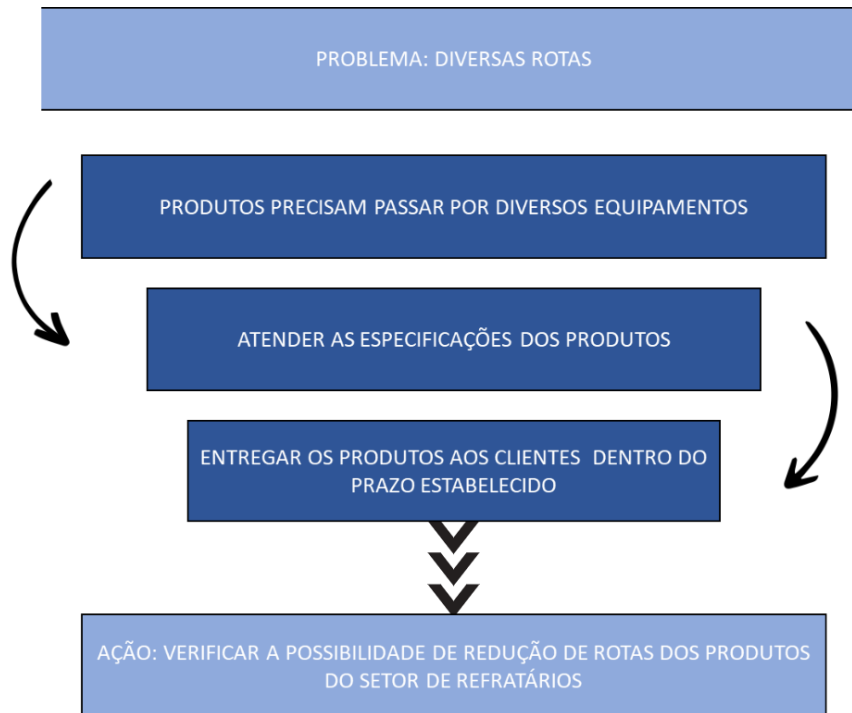 PROBLEMA: DIVERSAS ROTAS
PRODUTOS PRECISAM PASSAR POR DIVERSOS EQUIPAMENTOS
ATENDER AS ESPECIFICAÇÕES DOS PRODUTOS
ENTREGAR OS PRODUTOS AOS CLIENTES DENTRO DO
PRAZO ESTABELECIDO
AÇÃO: VERIFICAR A POSSIBILIDADE DE REDUÇÃO DE ROTAS DOS PRODUTOS
DO SETOR DE REFRATÁRIOS